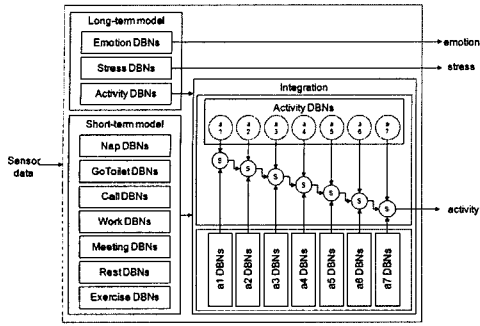 Long-term model
Emotion DBNs
Stress DBNs
Activity DBNs
emotion
stress
Integration
Activity DBNs
a 1
a 2
a 3
a 4
a 5
a 6
a 7
Short-term model
Nap DBNs
GoToilet DBNs
Call DBNs
Work DBNs
Meeting DBNs
Rest DBNs
Exercise DBNs
Sensor
data
s
s
s
s
s
s
s
activity
a1 DBNs
a2 DBNs
a3 DBNs
a4 DBNs
a5 DBNs
a6 DBNs
a7 DBNs